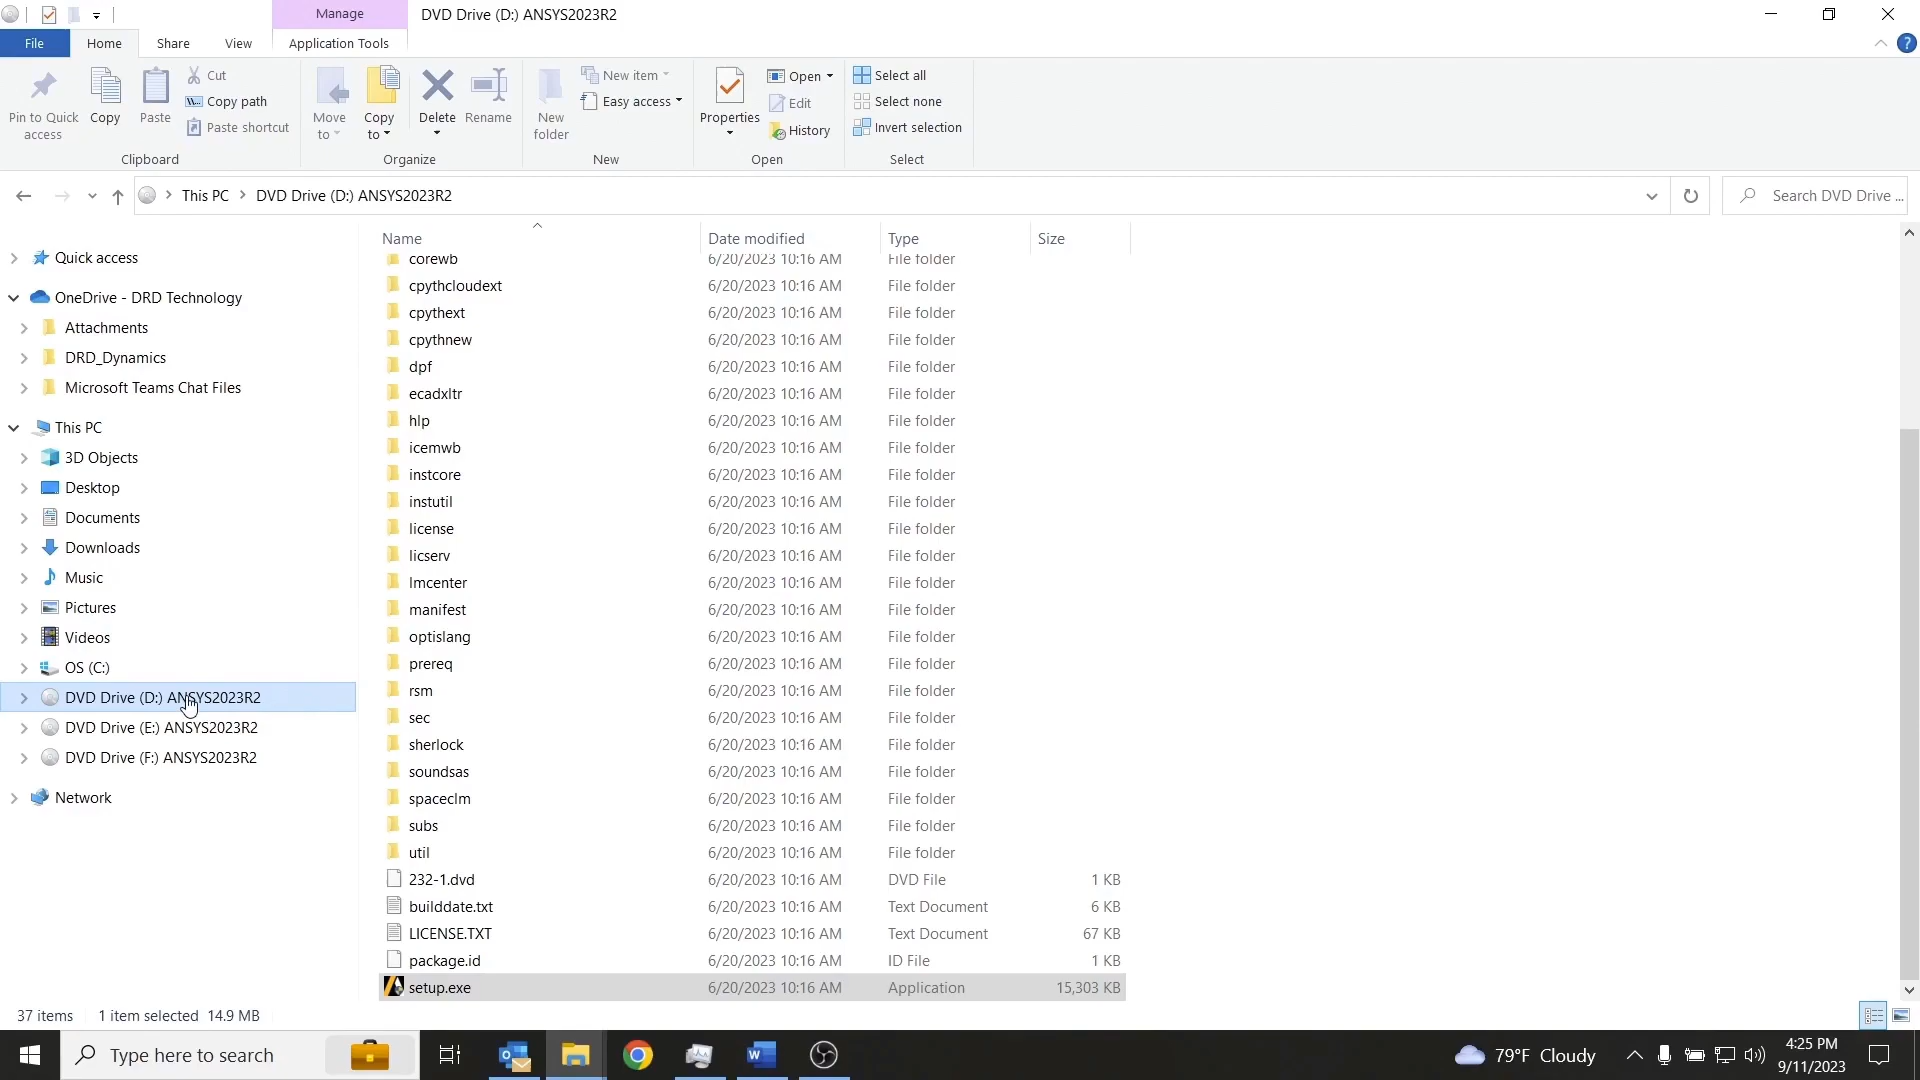 Manage
DVD Drive (D:) ANSYS2023R2
File
Home
Share
View
Application Tools
Pin to Quick access
Copy
Paste
Cut
Copy path
Paste shortcut
Clipboard
Move to
Copy to
Delete
Rename
Organize
New folder
New item
Easy access
New
Properties
Open
Edit
History
Open
Select all
Select none
Invert selection
Select
This PC
DVD Drive (D:) ANSYS2023R2
Search DVD Drive ...
Quick access
OneDrive - DRD Technology
Attachments
DRD_Dynamics
Microsoft Teams Chat Files
This PC
3D Objects
Desktop
Documents
Downloads
Music
Pictures
Videos
OS (C:)
DVD Drive (D:) ANSYS2023R2
DVD Drive (E:) ANSYS2023R2
DVD Drive (F:) ANSYS2023R2
Network
Name Date modified Type Size
corewb 6/20/2023 10:16 AM File folder
cpythcloudext 6/20/2023 10:16 AM File folder
cpythext 6/20/2023 10:16 AM File folder
cpythnew 6/20/2023 10:16 AM File folder
dpf 6/20/2023 10:16 AM File folder
ecadxltr 6/20/2023 10:16 AM File folder
hlp 6/20/2023 10:16 AM File folder
icemwb 6/20/2023 10:16 AM File folder
instcore 6/20/2023 10:16 AM File folder
instutil 6/20/2023 10:16 AM File folder
license 6/20/2023 10:16 AM File folder
licserv 6/20/2023 10:16 AM File folder
lmcenter 6/20/2023 10:16 AM File folder
manifest 6/20/2023 10:16 AM File folder
optislang 6/20/2023 10:16 AM File folder
prereq 6/20/2023 10:16 AM File folder
rsm 6/20/2023 10:16 AM File folder
sec 6/20/2023 10:16 AM File folder
sherlock 6/20/2023 10:16 AM File folder
soundsas 6/20/2023 10:16 AM File folder
spaceclm 6/20/2023 10:16 AM File folder
subs 6/20/2023 10:16 AM File folder
util 6/20/2023 10:16 AM File folder
232-1.dvd 6/20/2023 10:16 AM DVD File 1 KB
builddate.txt 6/20/2023 10:16 AM Text Document 6 KB
LICENSE.TXT 6/20/2023 10:16 AM Text Document 67 KB
package.id 6/20/2023 10:16 AM ID File 1 KB
setup.exe 6/20/2023 10:16 AM Application 15,303 KB
37 items 1 item selected 14.9 MB
Type here to search
79°F Cloudy
4:25 PM
9/11/2023